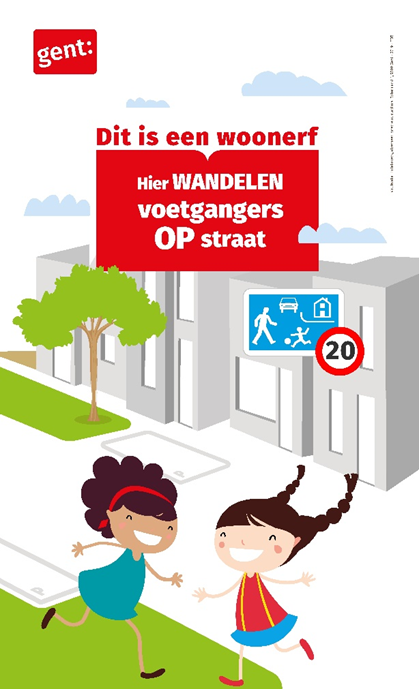 gent:
Dit is een woonerf
Hier WANDELEN
voetgangers
OP straat
20
P
P